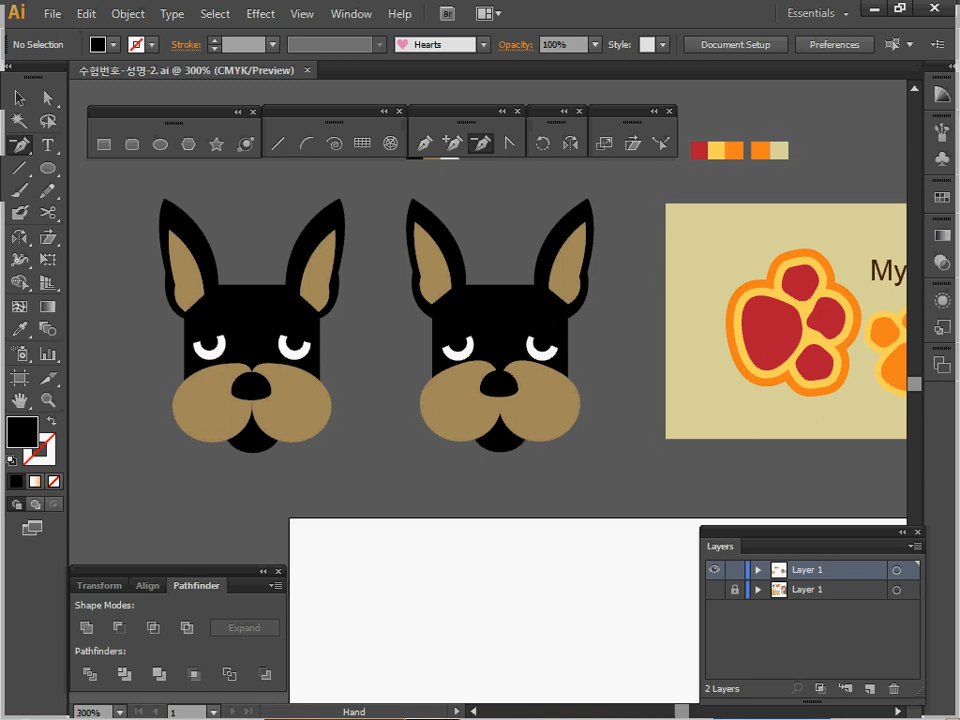 Ai File Edit Object Type Select Effect View Window Help Br Essentials
No Selection Stroke: Hearts Opacity: 100% Style: Document Setup Preferences
수험번호-성명-2.ai @ 300% (CMYK/Preview)
T
My
Layers
Layer 1
Layer 1
2 Layers
Transform Align Pathfinder
Shape Modes:
Expand
Pathfinders:
300% 1 Hand